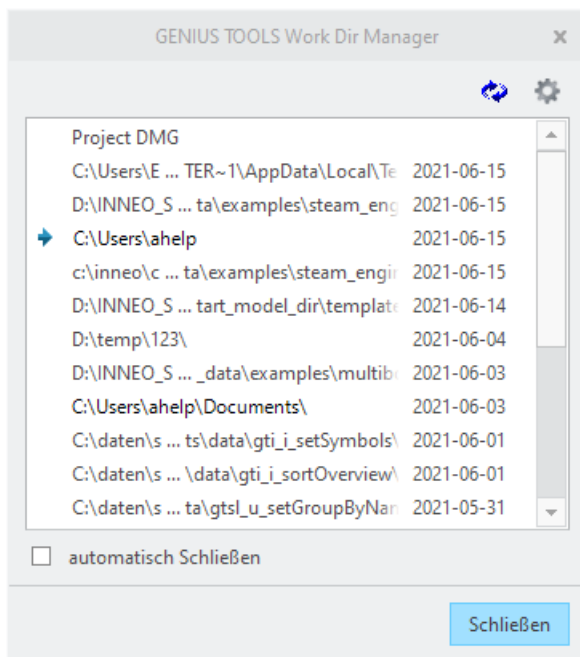 GENIUS TOOLS Work Dir Manager
Project DMG
C:\Users\E ... TER~1\AppData\Local\Te 2021-06-15
D:\INNEO_S ... ta\examples\steam_eng 2021-06-15
C:\Users\ahelp 2021-06-15
c:\inneo\c ... ta\examples\steam_engi 2021-06-15
D:\INNEO_S ... tart_model_dir\template 2021-06-14
D:\temp\123\ 2021-06-04
D:\INNEO_S ... _data\examples\multib 2021-06-03
C:\Users\ahelp\Documents\ 2021-06-03
C:\daten\s ... ts\data\gti_i_setSymbols\ 2021-06-01
C:\daten\s ... \data\gti_i_sortOverview\ 2021-06-01
C:\daten\s ... ta\gtsl_u_setGroupByNam 2021-05-31
automatisch Schließen
Schließen